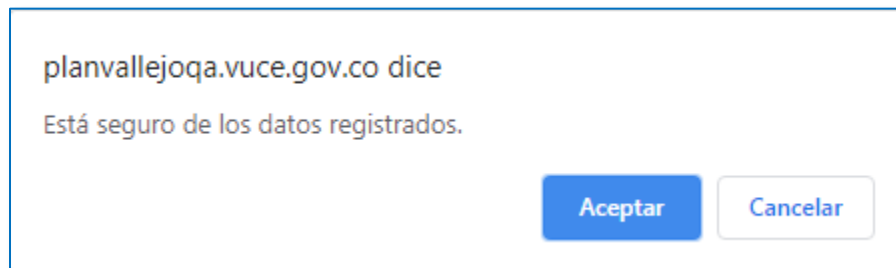 planvallejoqa.vuce.gov.co dice
Está seguro de los datos registrados.
Aceptar Cancelar